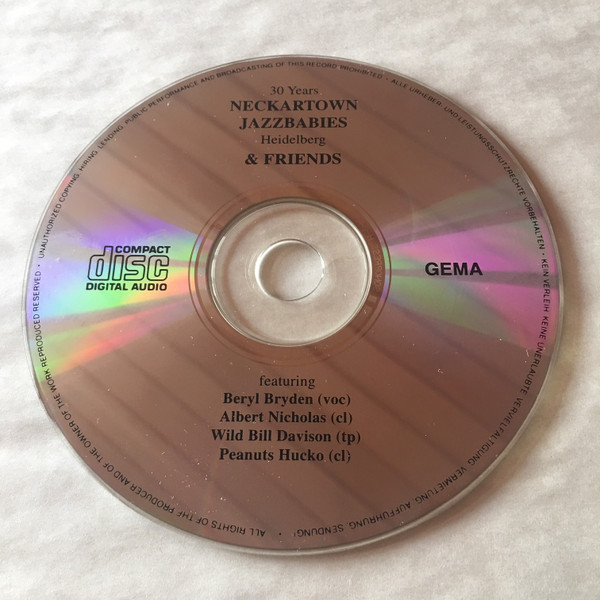 30 Years
NECKARTOWN
JAZZBABIES
Heidelberg
& FRIENDS
COMPACT
disc
DIGITAL AUDIO
GEMA
featuring
Beryl Bryden (voc)
Albert Nicholas (cl)
Wild Bill Davison (tp)
Peanuts Hucko (cl)
ALL RIGHTS OF THE PRODUCER AND OF THE OWNER OF THE WORK REPRODUCED RESERVED • UNAUTHORIZED COPYING, HIRING, LENDING, PUBLIC PERFORMANCE AND BROADCASTING OF THIS RECORD PROHIBITED • ALLE URHEBER- UND LEISTUNGSSCHUTZRECHTE VORBEHALTEN • KEIN VERLEIH! KEINE UNERLAUBTE VERVIELFÄLTIGUNG, VERMIETUNG, AUFFÜHRUNG, SENDUNG!